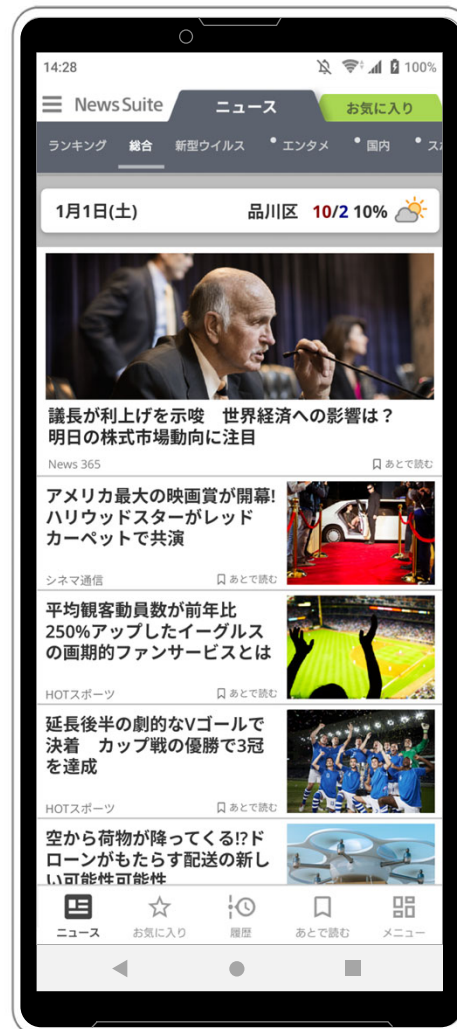 14:28
100%
News Suite
ニュース
お気に入り
ランキング
総合
新型ウイルス
エンタメ
国内
スポ
1月1日(土)
品川区 10/2 10%
議長が利上げを示唆　世界経済への影響は？
明日の株式市場動向に注目
News 365
あとで読む
アメリカ最大の映画賞が開幕!
ハリウッドスターがレッド
カーペットで共演
シネマ通信
あとで読む
平均観客動員数が前年比
250%アップしたイーグルス
の画期的ファンサービスとは
HOTスポーツ
あとで読む
延長後半の劇的なVゴールで
決着　カップ戦の優勝で3冠
を達成
HOTスポーツ
あとで読む
空から荷物が降ってくる!?ド
ローンがもたらす配送の新し
い可能性可能性
ニュース
お気に入り
履歴
あとで読む
メニュー